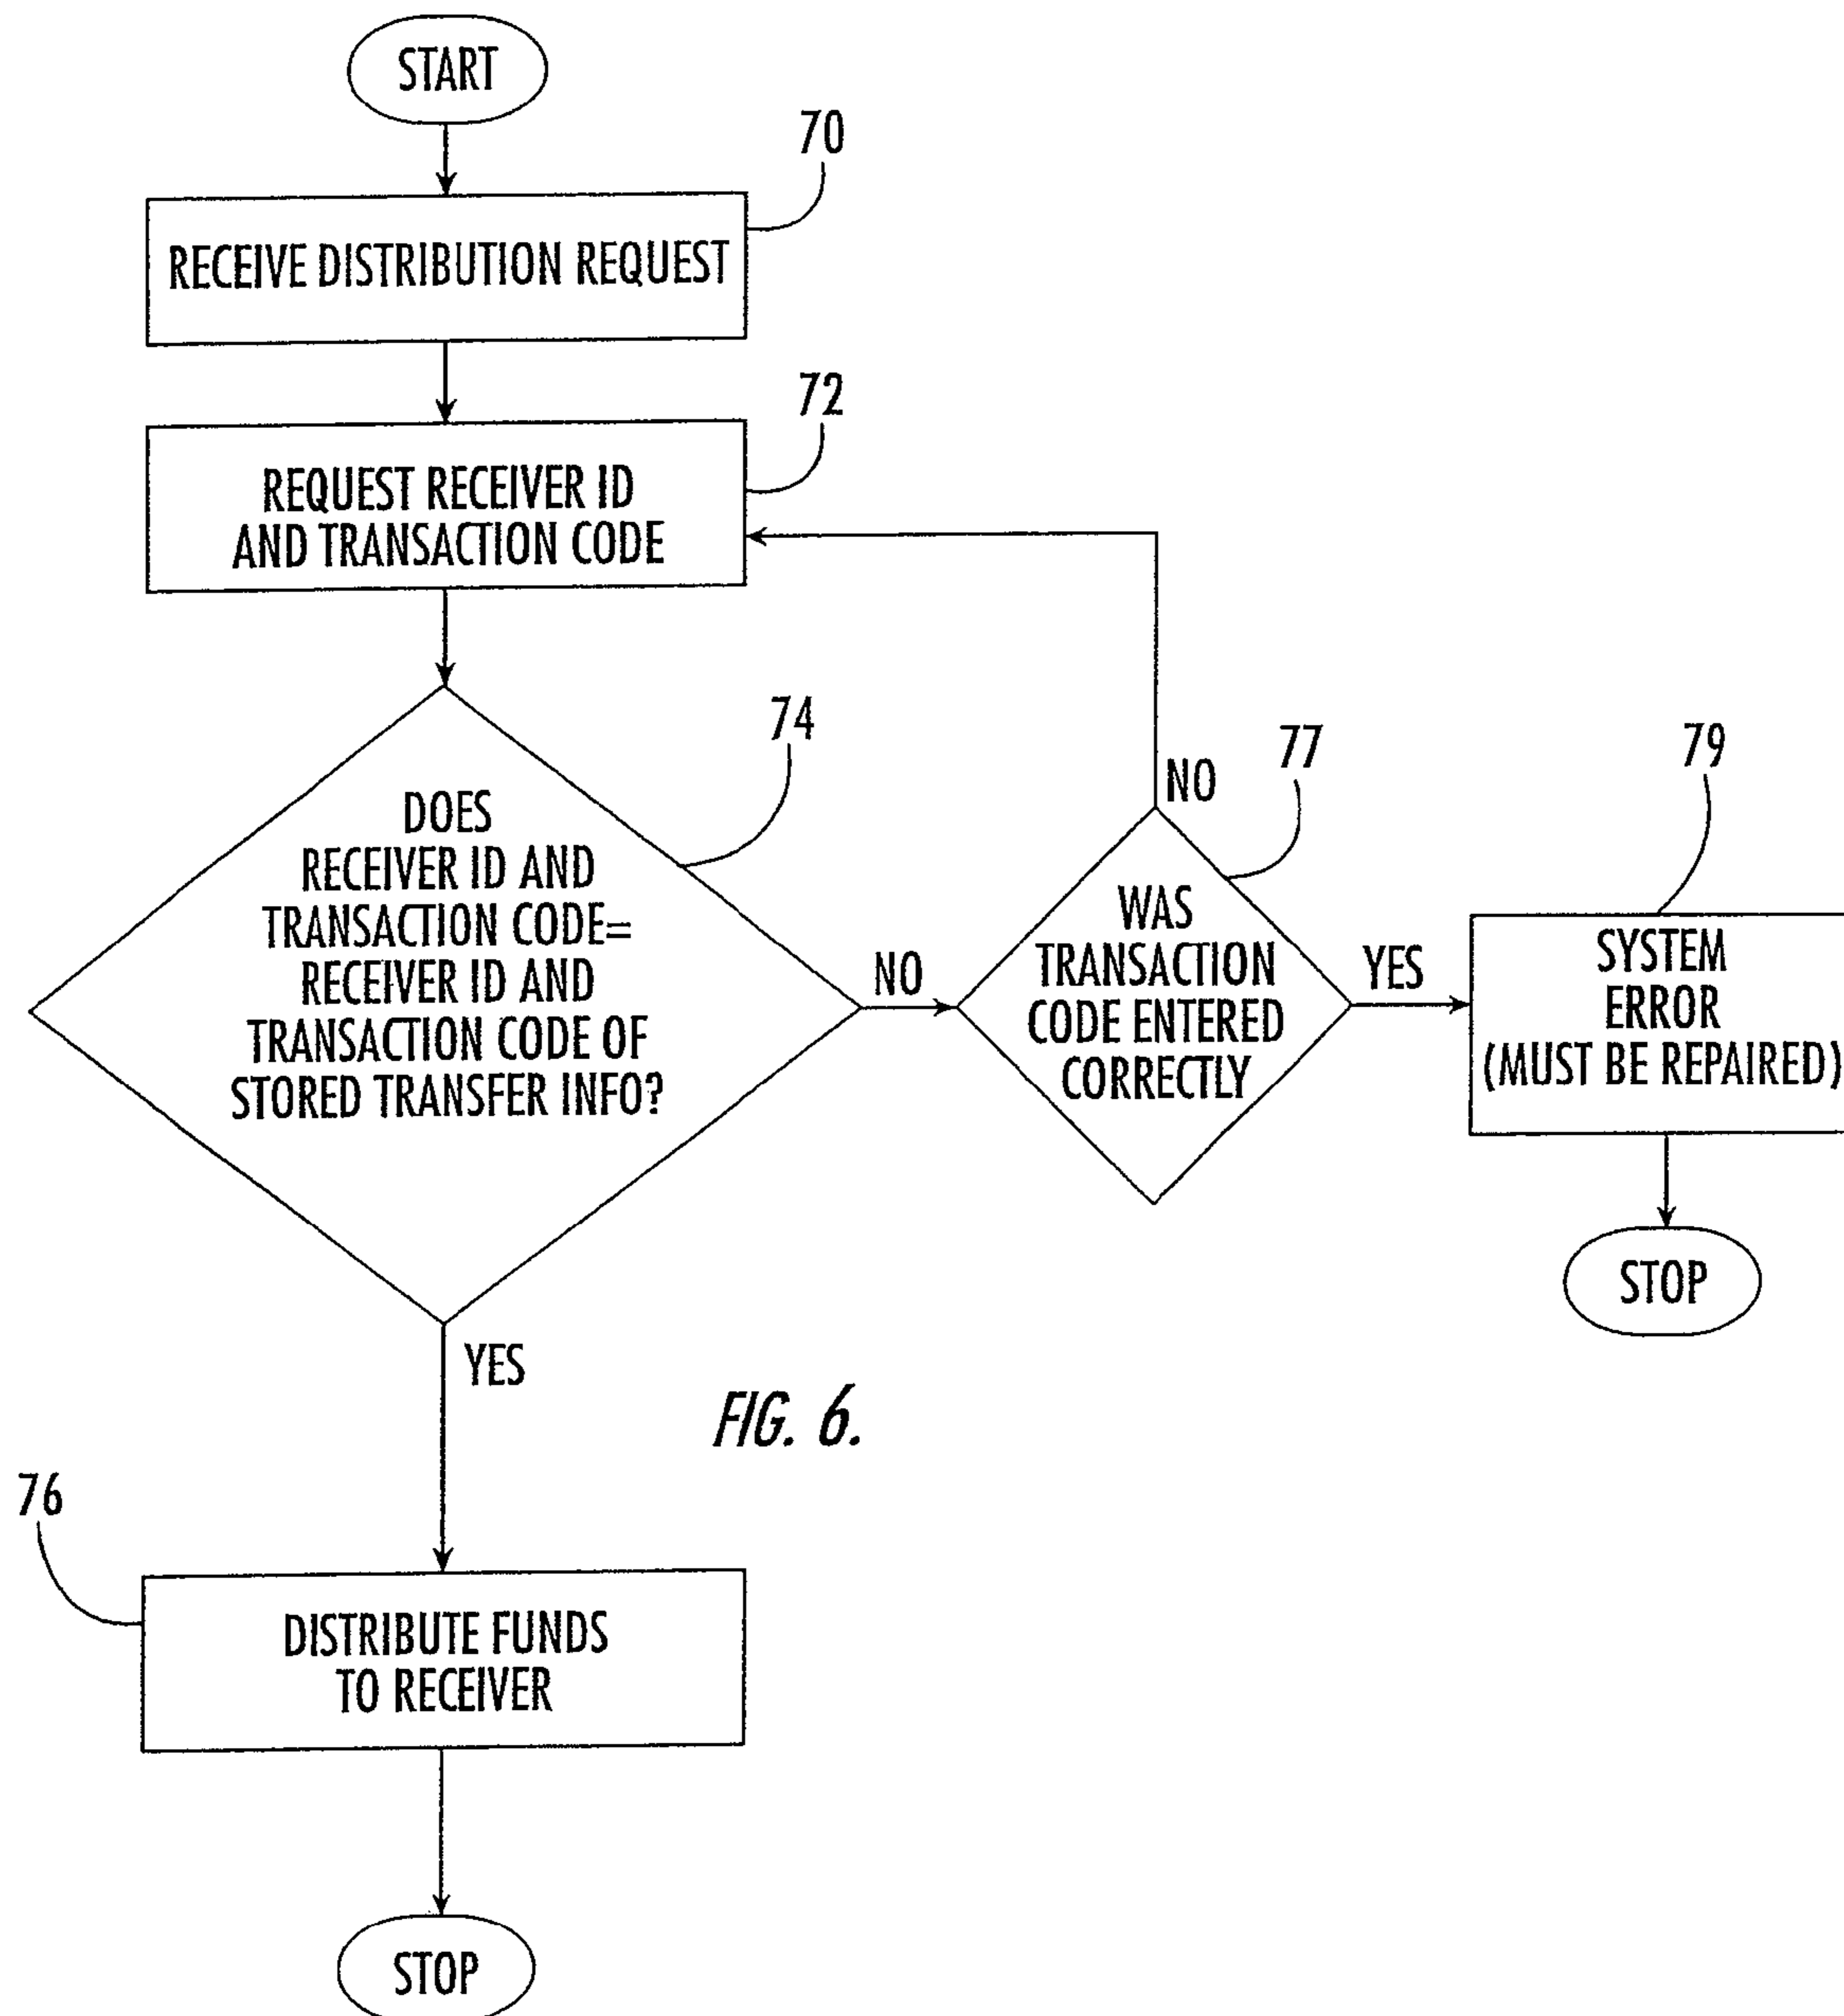 START
70
RECEIVE DISTRIBUTION REQUEST
72
REQUEST RECEIVER ID
AND TRANSACTION CODE
74
DOES
RECEIVER ID AND
TRANSACTION CODE=
RECEIVER ID AND
TRANSACTION CODE OF
STORED TRANSFER INFO?
NO
77
NO
WAS
TRANSACTION
CODE ENTERED
CORRECTLY
YES
79
SYSTEM
ERROR
(MUST BE REPAIRED)
STOP
YES
FIG. 6.
76
DISTRIBUTE FUNDS
TO RECEIVER
STOP